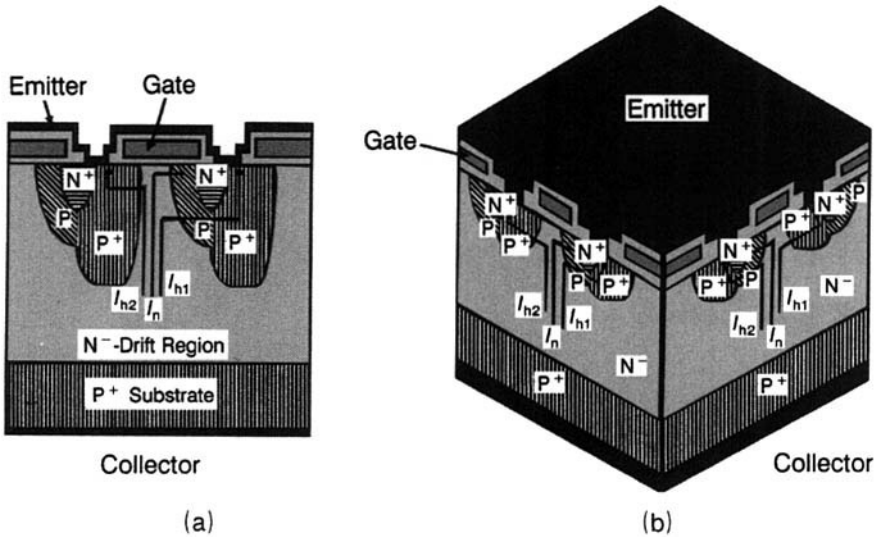 Emitter
Gate
N⁺ N⁺
P P
P⁺ P⁺
Iₕ₂ Iₙ Iₕ₁
N⁻-Drift Region
P⁺ Substrate
Collector
(a)
Emitter
Gate
N⁺ P P⁺
N⁺ P P⁺
N⁺ P P⁺
P⁺ N⁺ P
Iₕ₂ Iₙ Iₕ₁
Iₕ₂ Iₙ Iₕ₁
N⁻
N⁻
P⁺
P⁺
Collector
(b)